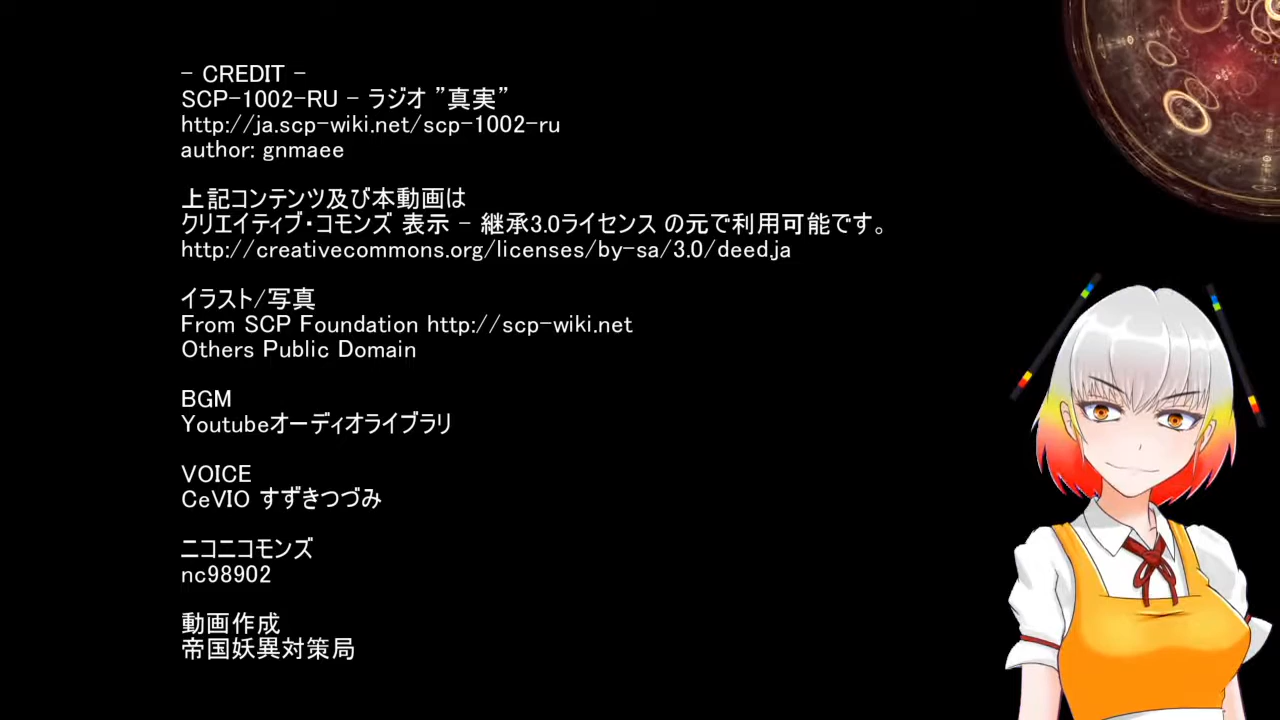 - CREDIT -
SCP-1002-RU - ラジオ ”真実”
http://ja.scp-wiki.net/scp-1002-ru
author: gnmaee
上記コンテンツ及び本動画は
クリエイティブ・コモンズ 表示 - 継承3.0ライセンス の元で利用可能です。
http://creativecommons.org/licenses/by-sa/3.0/deed.ja
イラスト/写真
From SCP Foundation http://scp-wiki.net
Others Public Domain
BGM
Youtubeオーディオライブラリ
VOICE
CeVIO すずきつづみ
ニコニコモンズ
nc98902
動画作成
帝国妖異対策局